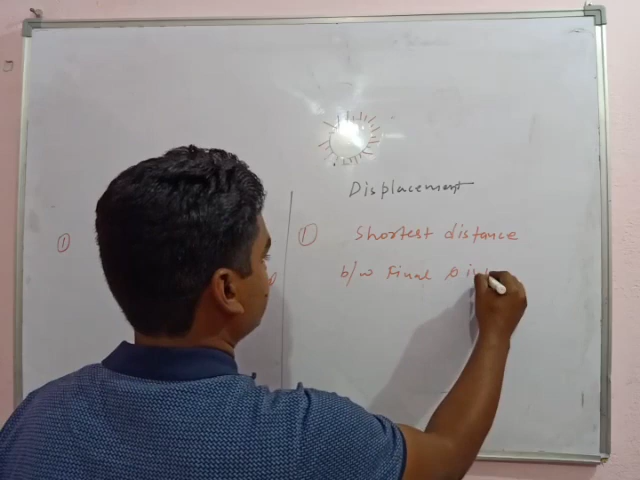 Displacement
① ① Shortest distance
b/w Final & i